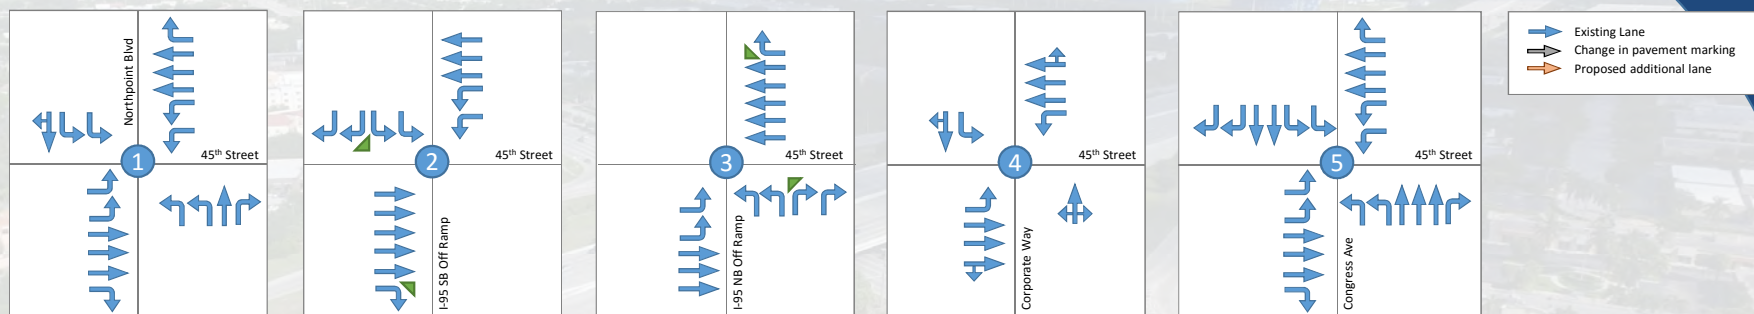 Northpoint Blvd
45th Street
1
45th Street
2
I-95 SB Off Ramp
45th Street
3
I-95 NB Off Ramp
45th Street
4
Corporate Way
45th Street
5
Congress Ave
Existing Lane
Change in pavement marking
Proposed additional lane